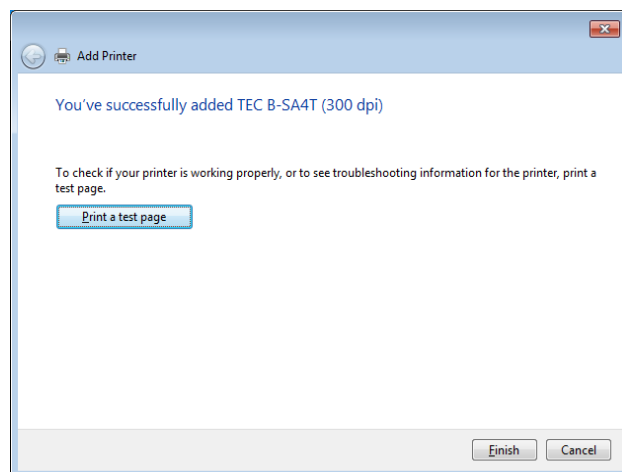 Add Printer
You've successfully added TEC B-SA4T (300 dpi)
To check if your printer is working properly, or to see troubleshooting information for the printer, print a
test page.
Print a test page
Finish Cancel